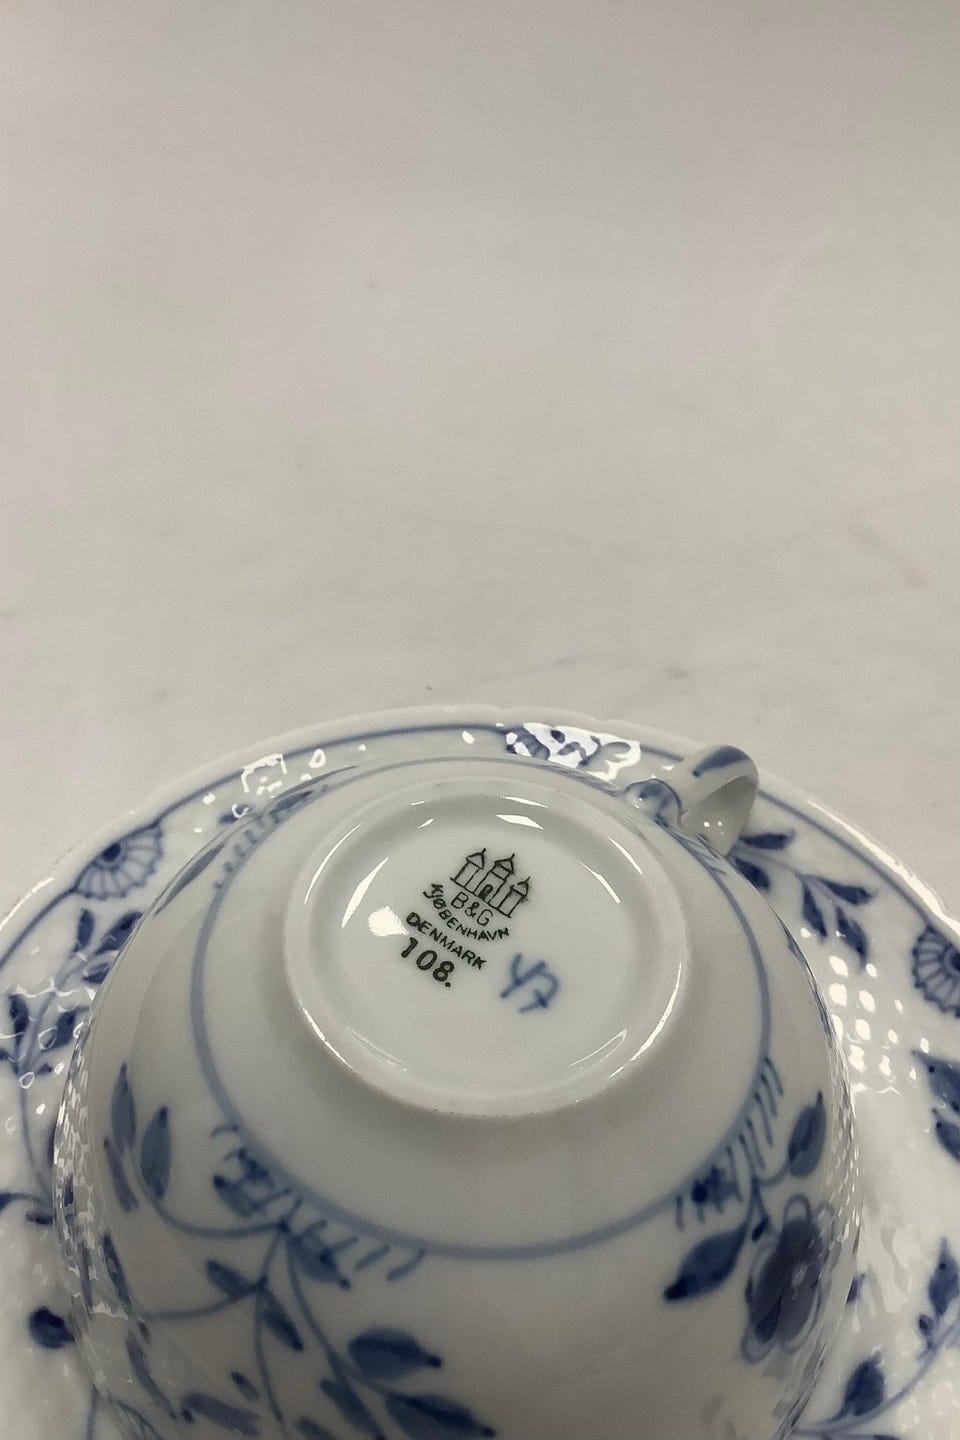 B&G
KJØBENHAVN
DENMARK
108.